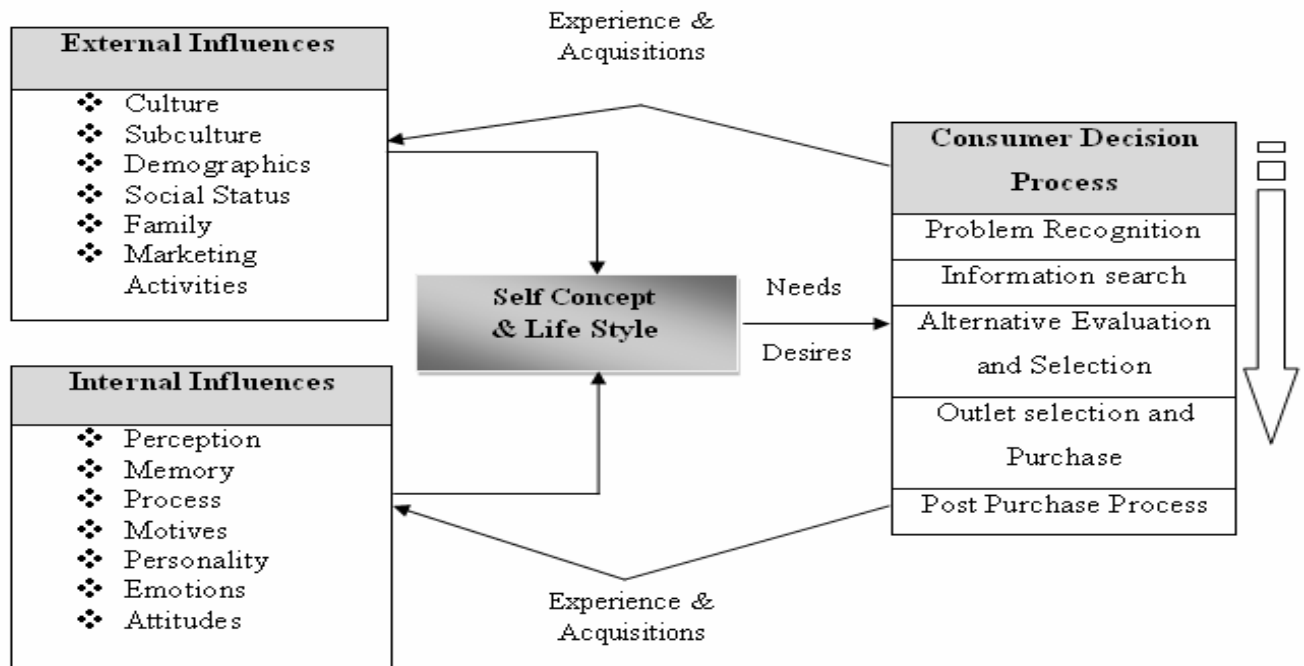 Experience &
Acquisitions
External Influences
Culture
Subculture
Demographics
Social Status
Family
Marketing
Activities
Self Concept
& Life Style
Needs
Desires
Consumer Decision
Process
Problem Recognition
Information search
Alternative Evaluation
and Selection
Outlet selection and
Purchase
Post Purchase Process
Internal Influences
Perception
Memory
Process
Motives
Personality
Emotions
Attitudes
Experience &
Acquisitions